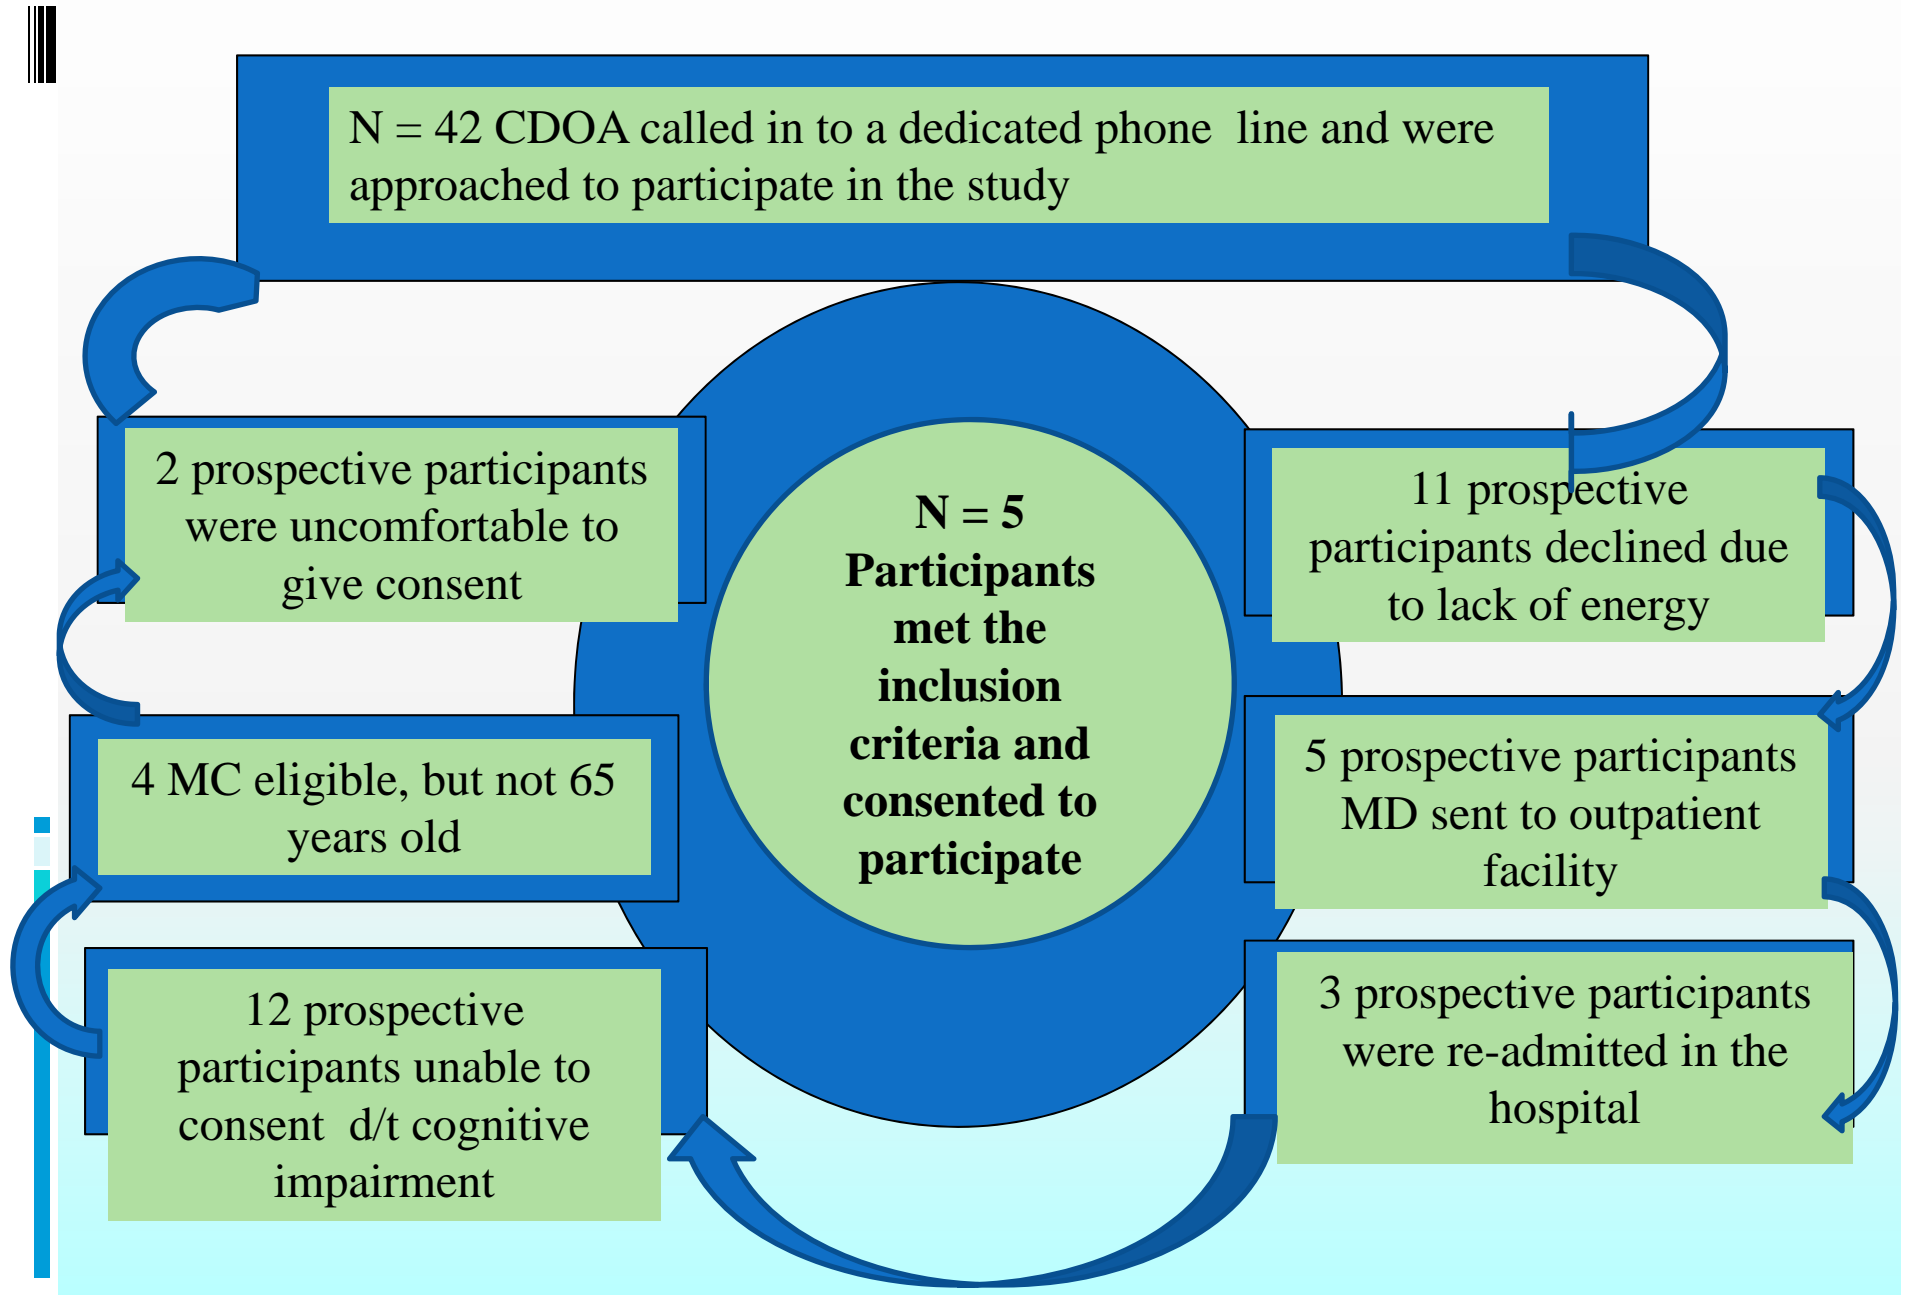 N = 42 CDOA called in to a dedicated phone line and were
approached to participate in the study
2 prospective participants
were uncomfortable to
give consent
N = 5
Participants
met the
inclusion
criteria and
consented to
participate
11 prospective
participants declined due
to lack of energy
4 MC eligible, but not 65
years old
5 prospective participants
MD sent to outpatient
facility
12 prospective
participants unable to
consent d/t cognitive
impairment
3 prospective participants
were re-admitted in the
hospital